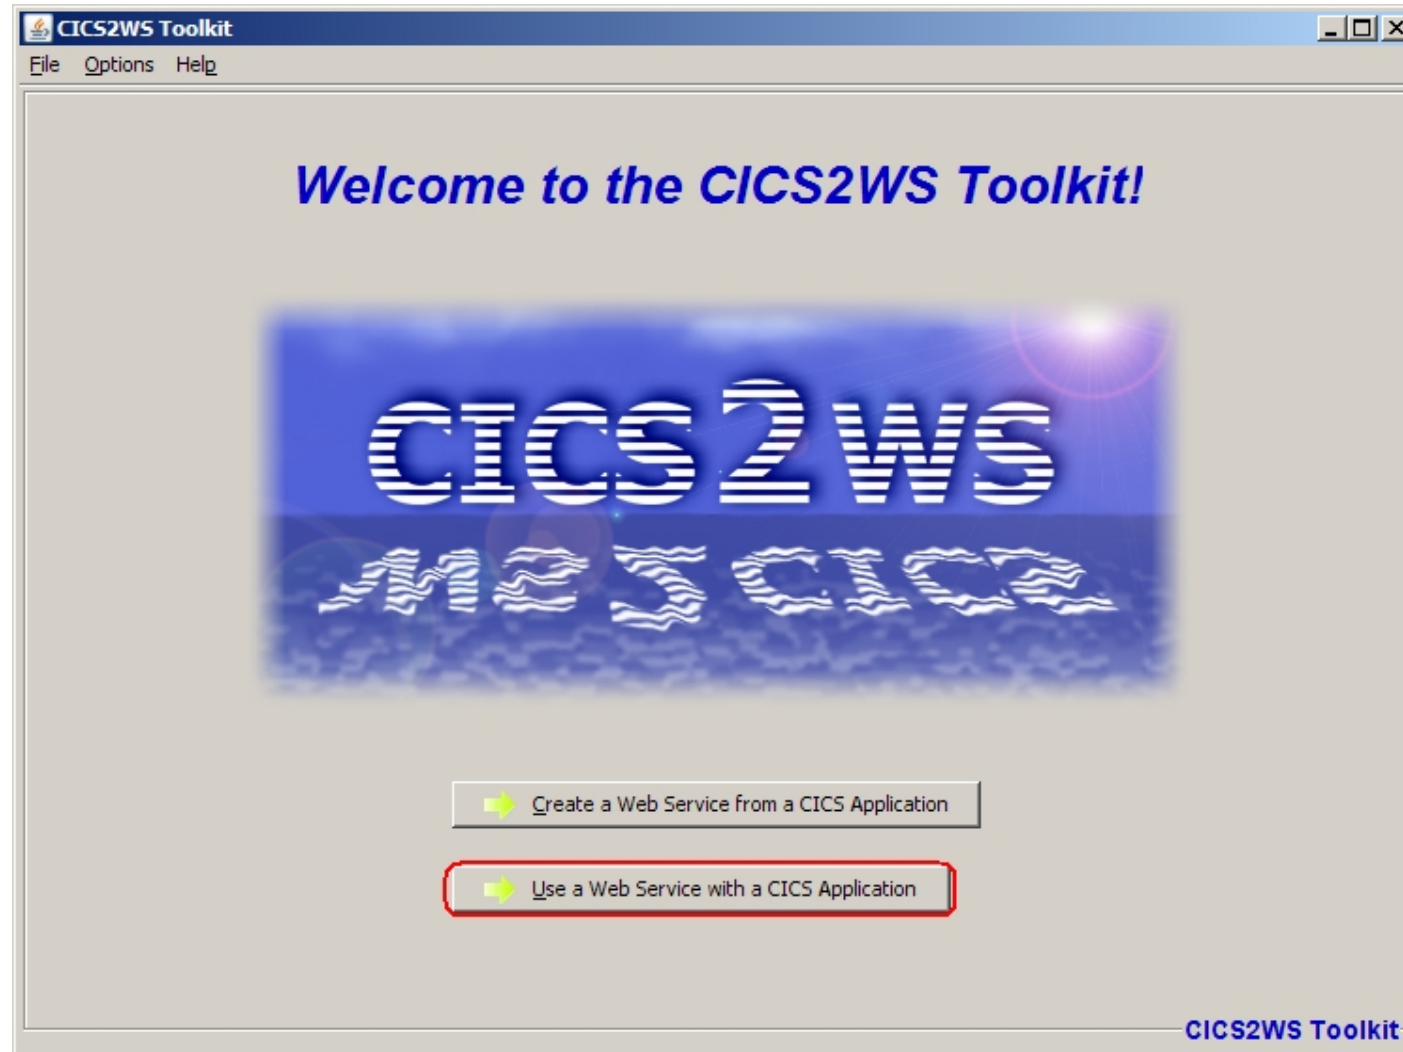 CICS2WS Toolkit
File Options Help
Welcome to the CICS2WS Toolkit!
CICS2WS
Create a Web Service from a CICS Application
Use a Web Service with a CICS Application
CICS2WS Toolkit